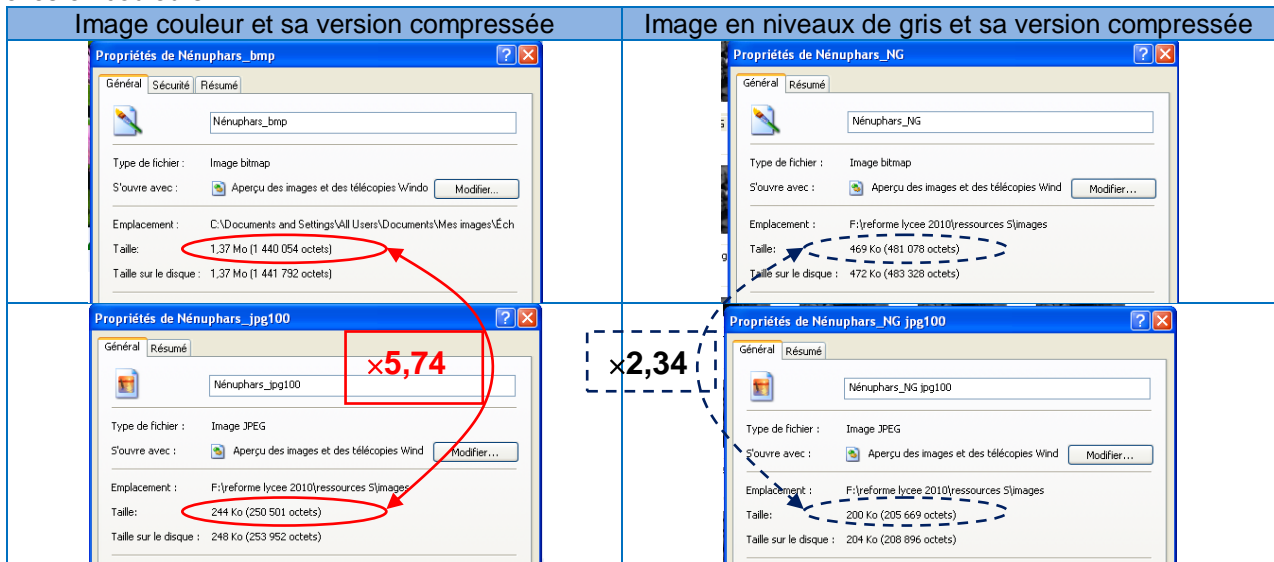 Image couleur et sa version compressée
Image en niveaux de gris et sa version compressée
Propriétés de Nénuphars_bmp
Général Sécurité Résumé
Nénuphars_bmp
Type de fichier : Image bitmap
S'ouvre avec : Aperçu des images et des télécopies Windo Modifier...
Emplacement : C:\Documents and Settings\All Users\Documents\Mes images\Éch
Taille: 1,37 Mo (1 440 054 octets)
Taille sur le disque : 1,37 Mo (1 441 792 octets)
Propriétés de Nénuphars_NG
Général Résumé
Nénuphars_NG
Type de fichier : Image bitmap
S'ouvre avec : Aperçu des images et des télécopies Wind Modifier...
Emplacement : F:\reforme lycee 2010\ressources S\images
Taille: 469 Ko (481 078 octets)
Taille sur le disque : 472 Ko (483 328 octets)
Propriétés de Nénuphars_jpg100
Général Résumé
×5,74
Nénuphars_jpg100
Type de fichier : Image JPEG
S'ouvre avec : Aperçu des images et des télécopies Wind Modifier...
Emplacement : F:\reforme lycee 2010\ressources S\images
Taille: 244 Ko (250 501 octets)
Taille sur le disque : 248 Ko (253 952 octets)
×2,34
Propriétés de Nénuphars_NG jpg100
Général Résumé
Nénuphars_NG jpg100
Type de fichier : Image JPEG
S'ouvre avec : Aperçu des images et des télécopies Wind Modifier...
Emplacement : F:\reforme lycee 2010\ressources S\images
Taille: 200 Ko (205 669 octets)
Taille sur le disque : 204 Ko (208 896 octets)